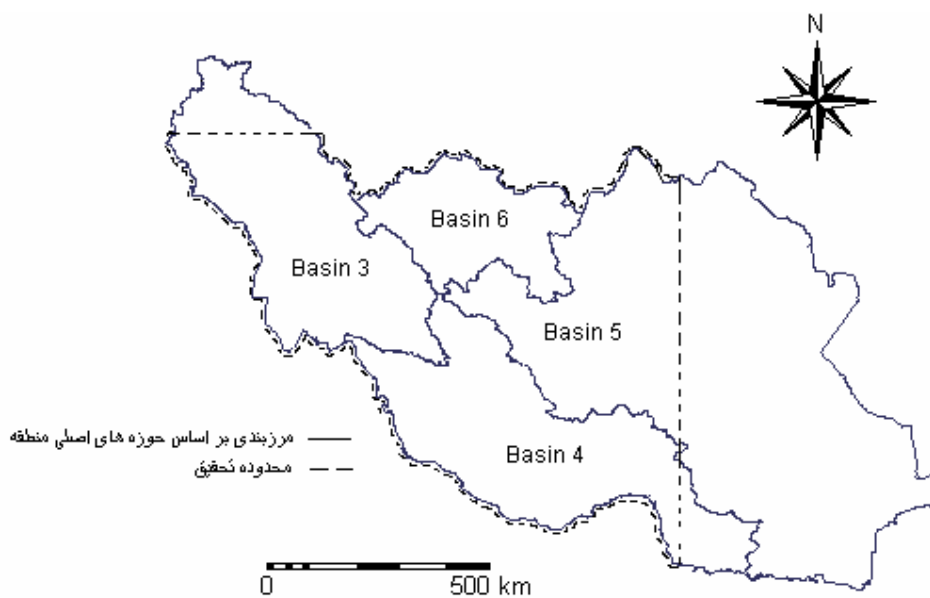 N
Basin 6
Basin 3
Basin 5
مرزبندی بر اساس حوزه های اصلی منطقه
Basin 4
محدوده تحقیق
0 500 km